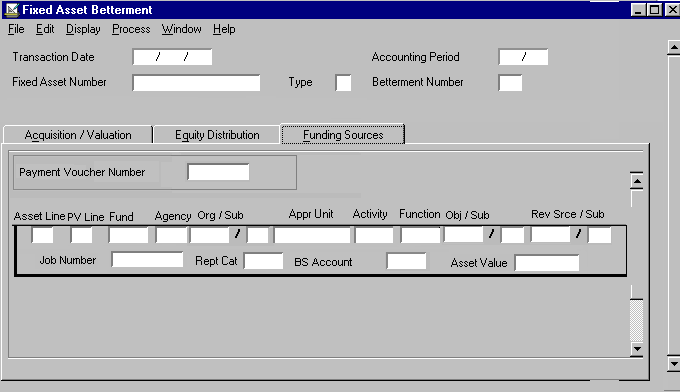 Fixed Asset Betterment
File Edit Display Process Window Help
Transaction Date / / Accounting Period /
Fixed Asset Number Type Betterment Number
Acquisition / Valuation Equity Distribution Funding Sources
Payment Voucher Number
Asset Line PV Line Fund Agency Org / Sub Appr Unit Activity Function Obj / Sub Rev Srce / Sub
/ / /
Job Number Rept Cat BS Account Asset Value